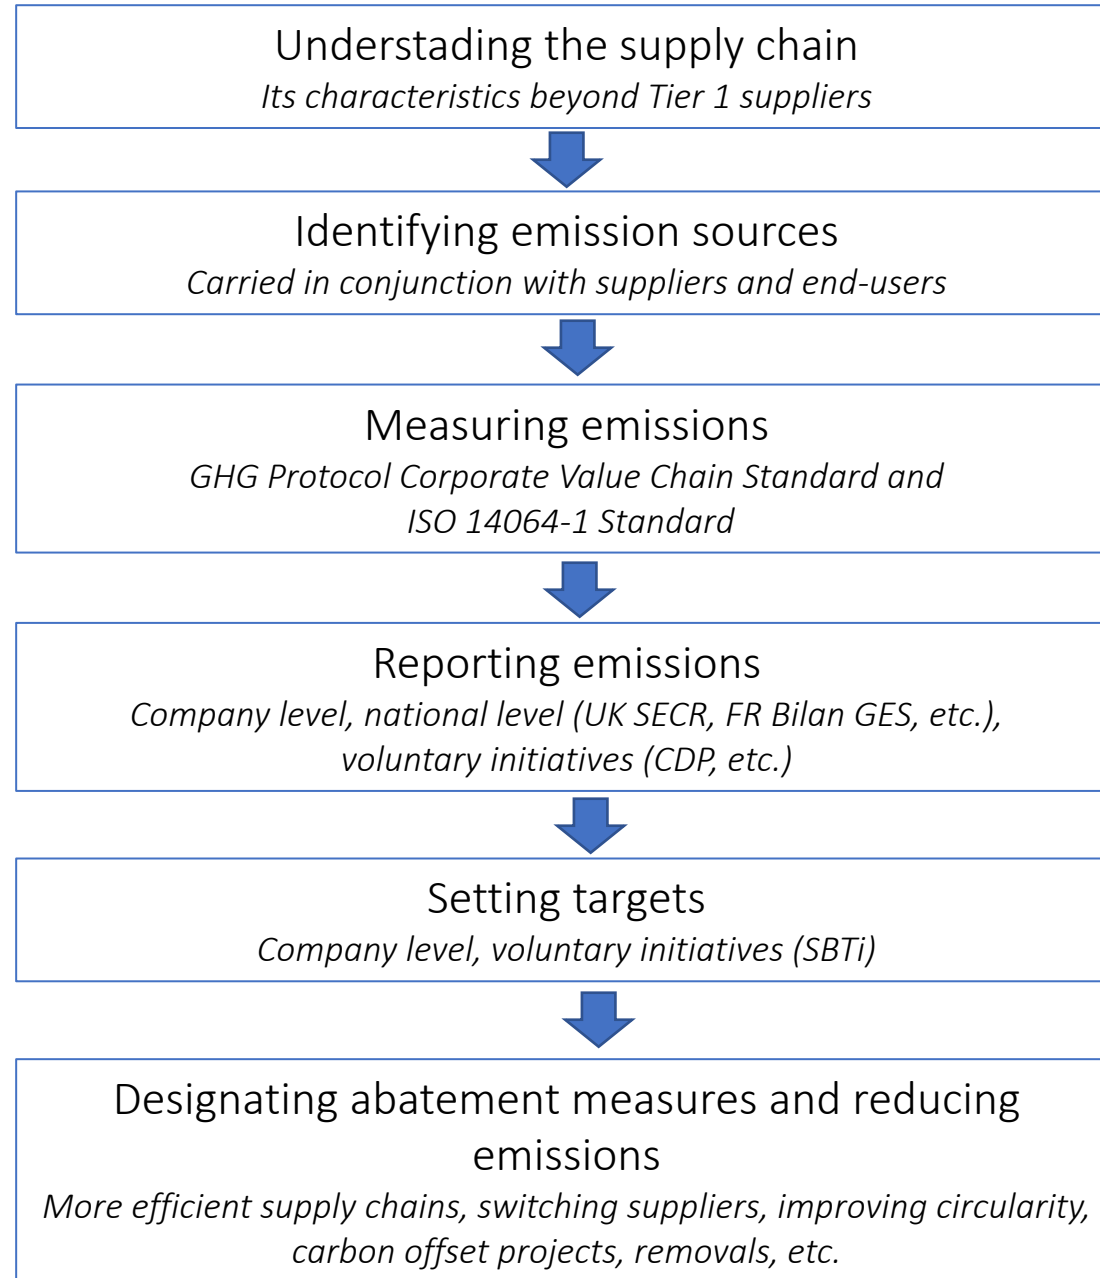 Understading the supply chain
Its characteristics beyond Tier 1 suppliers
Identifying emission sources
Carried in conjunction with suppliers and end-users
Measuring emissions
GHG Protocol Corporate Value Chain Standard and
ISO 14064-1 Standard
Reporting emissions
Company level, national level (UK SECR, FR Bilan GES, etc.),
voluntary initiatives (CDP, etc.)
Setting targets
Company level, voluntary initiatives (SBTi)
Designating abatement measures and reducing
emissions
More efficient supply chains, switching suppliers, improving circularity,
carbon offset projects, removals, etc.